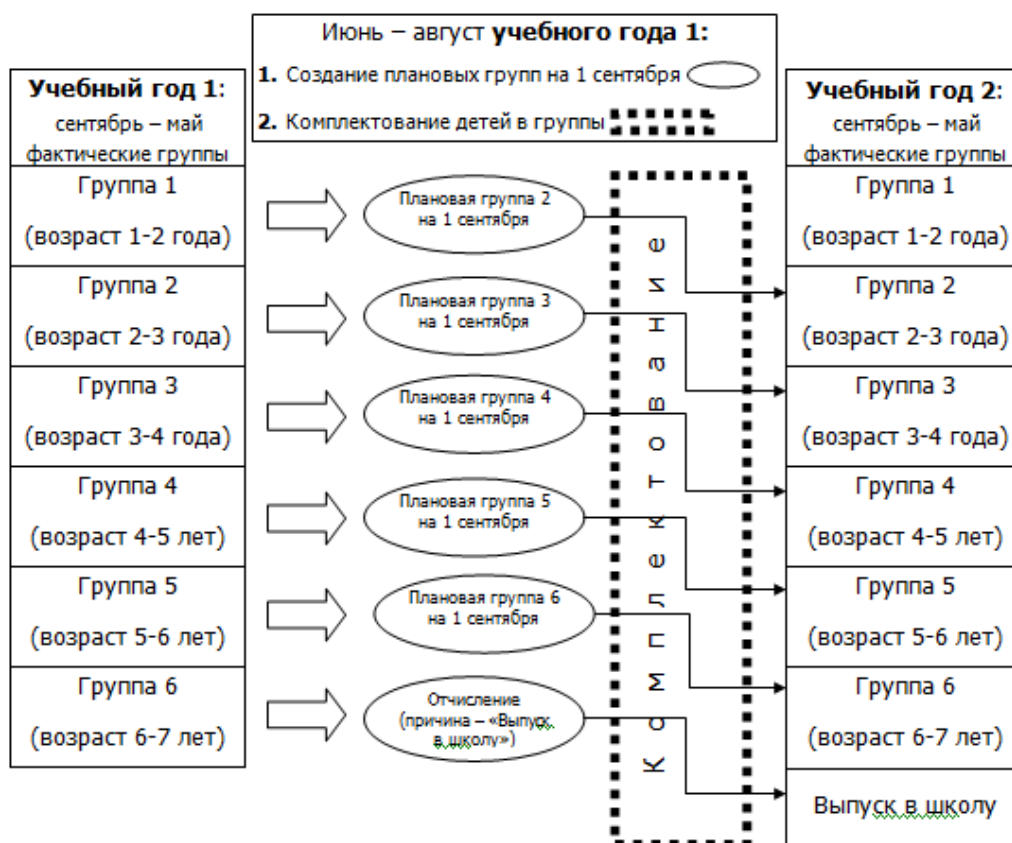 Июнь – август учебного года 1:
1. Создание плановых групп на 1 сентября
2. Комплектование детей в группы
Учебный год 1:
сентябрь – май
фактические группы
Группа 1
(возраст 1-2 года)
Группа 2
(возраст 2-3 года)
Группа 3
(возраст 3-4 года)
Группа 4
(возраст 4-5 лет)
Группа 5
(возраст 5-6 лет)
Группа 6
(возраст 6-7 лет)
Плановая группа 2
на 1 сентября
Плановая группа 3
на 1 сентября
Плановая группа 4
на 1 сентября
Плановая группа 5
на 1 сентября
Плановая группа 6
на 1 сентября
Отчисление
(причина – «Выпуск
в школу»)
Комплектование
Учебный год 2:
сентябрь – май
фактические группы
Группа 1
(возраст 1-2 года)
Группа 2
(возраст 2-3 года)
Группа 3
(возраст 3-4 года)
Группа 4
(возраст 4-5 лет)
Группа 5
(возраст 5-6 лет)
Группа 6
(возраст 6-7 лет)
Выпуск в школу